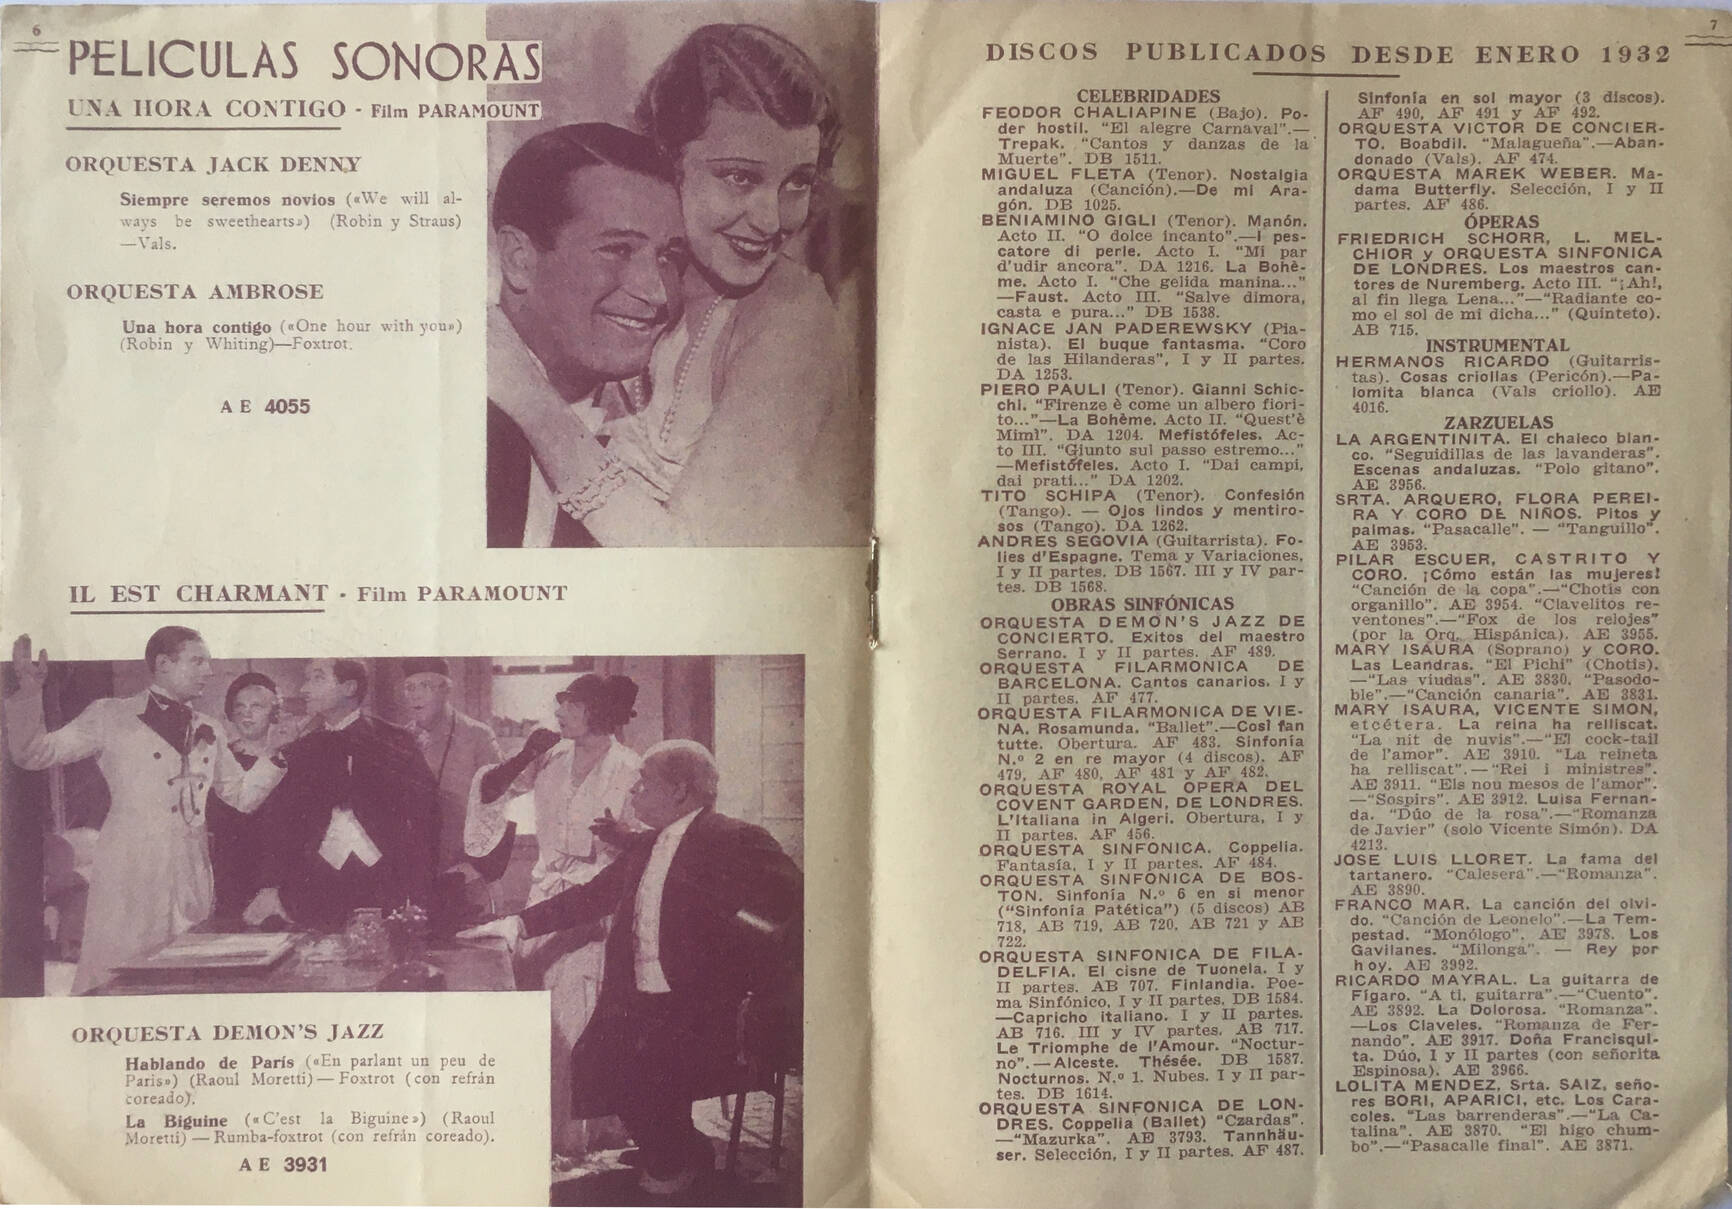 6
PELICULAS SONORAS
UNA HORA CONTIGO - Film PARAMOUNT
ORQUESTA JACK DENNY
Siempre seremos novios («We will al-
ways be sweethearts») (Robin y Straus)
—Vals.
ORQUESTA AMBROSE
Una hora contigo («One hour with you»)
(Robin y Whiting)—Foxtrot.
AE 4055
IL EST CHARMANT - Film PARAMOUNT
ORQUESTA DEMON'S JAZZ
Hablando de París («En parlant un peu de
Paris») (Raoul Moretti) — Foxtrot (con refrán
coreado).
La Biguine («C'est la Biguine») (Raoul
Moretti) — Rumba-foxtrot (con refrán coreado).
AE 3931
7
DISCOS PUBLICADOS DESDE ENERO 1932
CELEBRIDADES
FEODOR CHALIAPINE (Bajo). Po-
der hostil. "El alegre Carnaval".—
Trepak. "Cantos y danzas de la
Muerte". DB 1511.
MIGUEL FLETA (Tenor). Nostalgia
andaluza (Canción).—De mi Ara-
gón. DB 1025.
BENIAMINO GIGLI (Tenor). Manón.
Acto II. "O dolce incanto".—I pes-
catore di perle. Acto I. "Mi par
d'udir ancora". DA 1216. La Bohè-
me. Acto I. "Che gelida manina..."
—Faust. Acto III. "Salve dimora,
casta e pura..." DB 1538.
IGNACE JAN PADEREWSKY (Pia-
nista). El buque fantasma. "Coro
de las Hilanderas", I y II partes.
DA 1253.
PIERO PAULI (Tenor). Gianni Schic-
chi. "Firenze è come un albero fiori-
to..."—La Bohème. Acto II. "Quest'è
Mimì". DA 1204. Mefistófeles. Ac-
to III. "Giunto sul passo estremo..."
—Mefistófeles. Acto I. "Dai campi,
dai prati..." DA 1202.
TITO SCHIPA (Tenor). Confesión
(Tango). — Ojos lindos y mentiro-
sos (Tango). DA 1262.
ANDRES SEGOVIA (Guitarrista). Fo-
lies d'Espagne. Tema y Variaciones,
I y II partes. DB 1567. III y IV par-
tes. DB 1568.
OBRAS SINFÓNICAS
ORQUESTA DEMON'S JAZZ DE
CONCIERTO. Exitos del maestro
Serrano. I y II partes. AF 489.
ORQUESTA FILARMONICA DE
BARCELONA. Cantos canarios. I y
II partes. AF 477.
ORQUESTA FILARMONICA DE VIE-
NA. Rosamunda. "Ballet".—Così fan
tutte. Obertura. AF 483. Sinfonía
N.º 2 en re mayor (4 discos). AF
479, AF 480, AF 481 y AF 482.
ORQUESTA ROYAL OPERA DEL
COVENT GARDEN, DE LONDRES.
L'Italiana in Algeri. Obertura, I y
II partes. AF 456.
ORQUESTA SINFONICA. Coppelia.
Fantasía, I y II partes. AF 484.
ORQUESTA SINFONICA DE BOS-
TON. Sinfonía N.º 6 en si menor
("Sinfonía Patética") (5 discos) AB
718, AB 719, AB 720, AB 721 y AB
722.
ORQUESTA SINFONICA DE FILA-
DELFIA. El cisne de Tuonela. I y
II partes. AB 707. Finlandia. Poe-
ma Sinfónico, I y II partes. DB 1584.
—Capricho italiano. I y II partes.
AB 716. III y IV partes. AB 717.
Le Triomphe de l'Amour. "Noctur-
no".—Alceste. Thésée. DB 1587.
Nocturnos. N.º 1. Nubes. I y II par-
tes. DB 1614.
ORQUESTA SINFONICA DE LON-
DRES. Coppelia (Ballet) "Czardas".
—"Mazurka". AE 3793. Tannhäu-
ser. Selección, I y II partes. AF 487.
Sinfonía en sol mayor (3 discos).
AF 490, AF 491 y AF 492.
ORQUESTA VICTOR DE CONCIER-
TO. Boabdil. "Malagueña".—Aban-
donado (Vals). AF 474.
ORQUESTA MAREK WEBER. Ma-
dama Butterfly. Selección, I y II
partes. AF 486.
ÓPERAS
FRIEDRICH SCHORR, L. MEL-
CHIOR y ORQUESTA SINFONICA
DE LONDRES. Los maestros can-
tores de Nuremberg. Acto III. "¡Ah!,
al fin llega Lena..."—"Radiante co-
mo el sol de mi dicha..." (Quinteto).
AB 715.
INSTRUMENTAL
HERMANOS RICARDO (Guitarris-
tas). Cosas criollas (Pericón).—Pa-
lomita blanca (Vals criollo). AE
4016.
ZARZUELAS
LA ARGENTINITA. El chaleco blan-
co. "Seguidillas de las lavanderas".
Escenas andaluzas. "Polo gitano".
AE 3956.
SRTA. ARQUERO, FLORA PEREI-
RA Y CORO DE NIÑOS. Pitos y
palmas. "Pasacalle". — "Tanguillo".
AE 3953.
PILAR ESCUER, CASTRITO Y
CORO. ¡Cómo están las mujeres!
"Canción de la copa".—"Chotis con
organillo". AE 3954. "Clavelitos re-
ventones".—"Fox de los relojes"
(por la Orq. Hispánica). AE 3955.
MARY ISAURA (Soprano) y CORO.
Las Leandras. "El Pichi" (Chotis).
—"Las viudas". AE 3830. "Pasodo-
ble".—"Canción canaria". AE 3831.
MARY ISAURA, VICENTE SIMON,
etcétera. La reina ha relliscat.
"La nit de nuvis".—"El cock-tail
de l'amor". AE 3910. "La reineta
ha relliscat".—"Rei i ministres".
AE 3911. "Els nou mesos de l'amor".
—"Sospirs". AE 3912. Luisa Fernan-
da. "Dúo de la rosa".—"Romanza
de Javier" (solo Vicente Simón). DA
4213.
JOSE LUIS LLORET. La fama del
tartanero. "Calesera".—"Romanza".
AE 3890.
FRANCO MAR. La canción del olvi-
do. "Canción de Leonelo".—La Tem-
pestad. "Monólogo". AE 3978. Los
Gavilanes. "Milonga". — Rey por
hoy. AE 3992.
RICARDO MAYRAL. La guitarra de
Fígaro. "A ti, guitarra".—"Cuento".
AE 3892. La Dolorosa. "Romanza".
—Los Claveles. "Romanza de Fer-
nando". AE 3917. Doña Francisqui-
ta. Dúo, I y II partes (con señorita
Espinosa). AE 3966.
LOLITA MENDEZ, Srta. SAIZ, seño-
res BORI, APARICI, etc. Los Cara-
coles. "Las barrenderas".—"La Ca-
talina". AE 3870. "El higo chum-
bo".—"Pasacalle final". AE 3871.